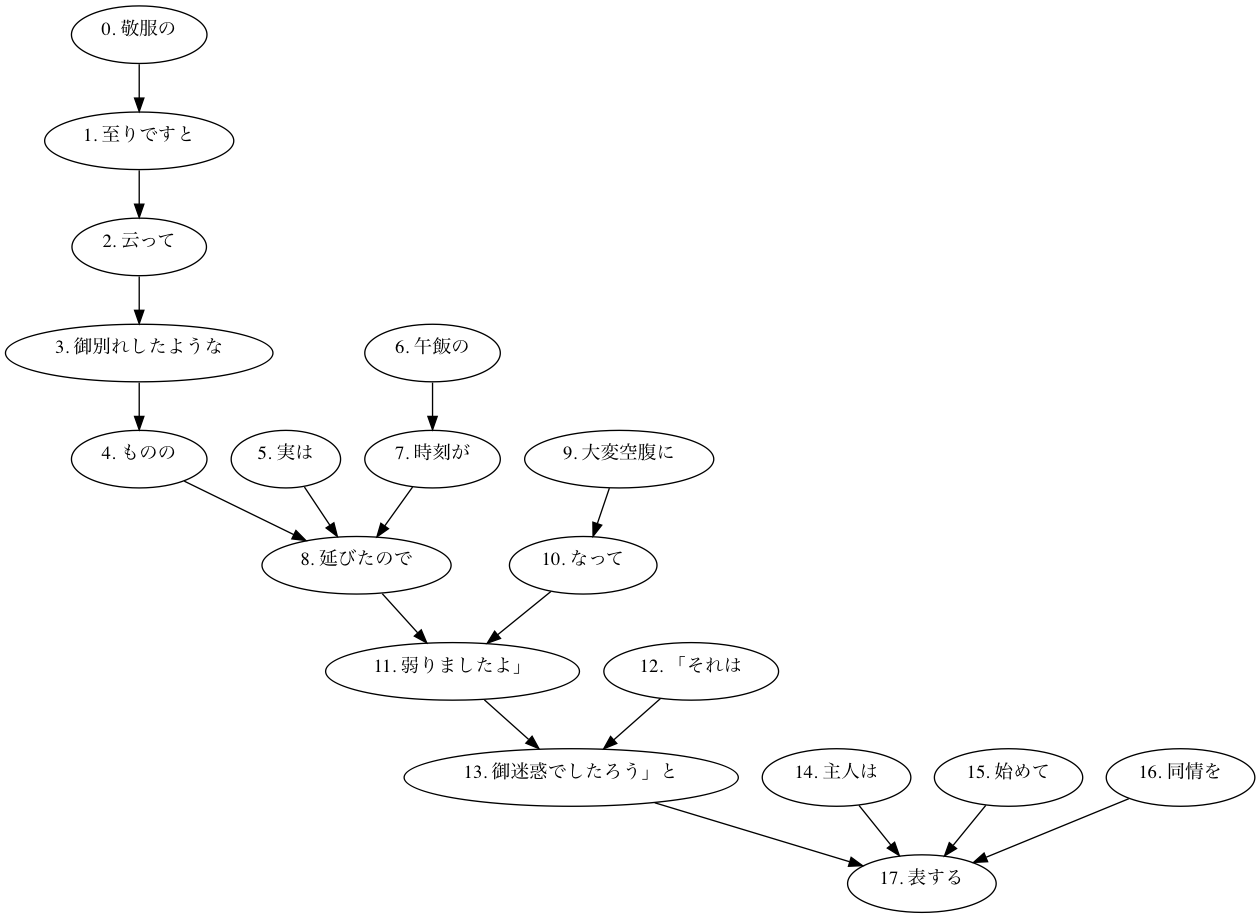 0. 敬服の
1. 至りですと
2. 云って
3. 御別れしたような
6. 午飯の
4. ものの
5. 実は
7. 時刻が
9. 大変空腹に
8. 延びたので
10. なって
11. 弱りましたよ」
12. 「それは
13. 御迷惑でしたろう」と
14. 主人は
15. 始めて
16. 同情を
17. 表する